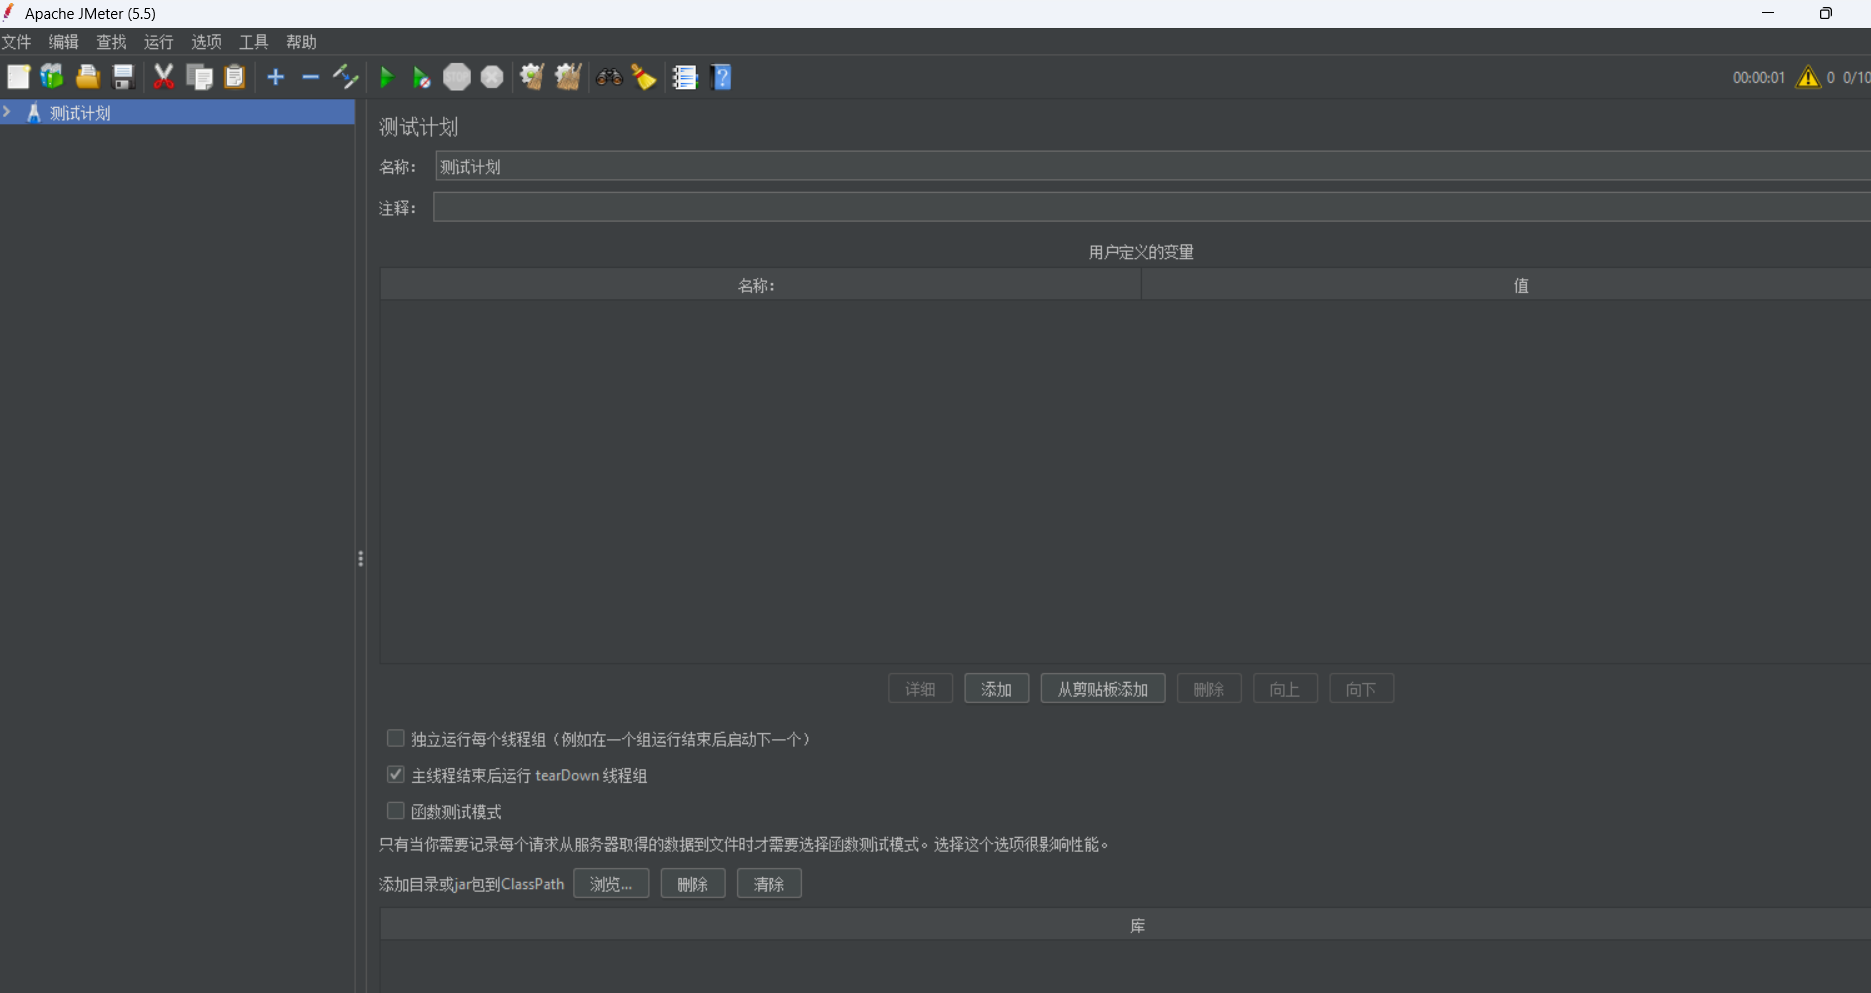 Apache JMeter (5.5)
文件 编辑 查找 运行 选项 工具 帮助
STOP
00:00:01 0 0/10
测试计划
测试计划
名称： 测试计划
注释：
用户定义的变量
名称： 值
详细 添加 从剪贴板添加 删除 向上 向下
独立运行每个线程组（例如在一个组运行结束后启动下一个）
主线程结束后运行 tearDown 线程组
函数测试模式
只有当你需要记录每个请求从服务器取得的数据到文件时才需要选择函数测试模式。选择这个选项很影响性能。
添加目录或jar包到ClassPath 浏览... 删除 清除
库